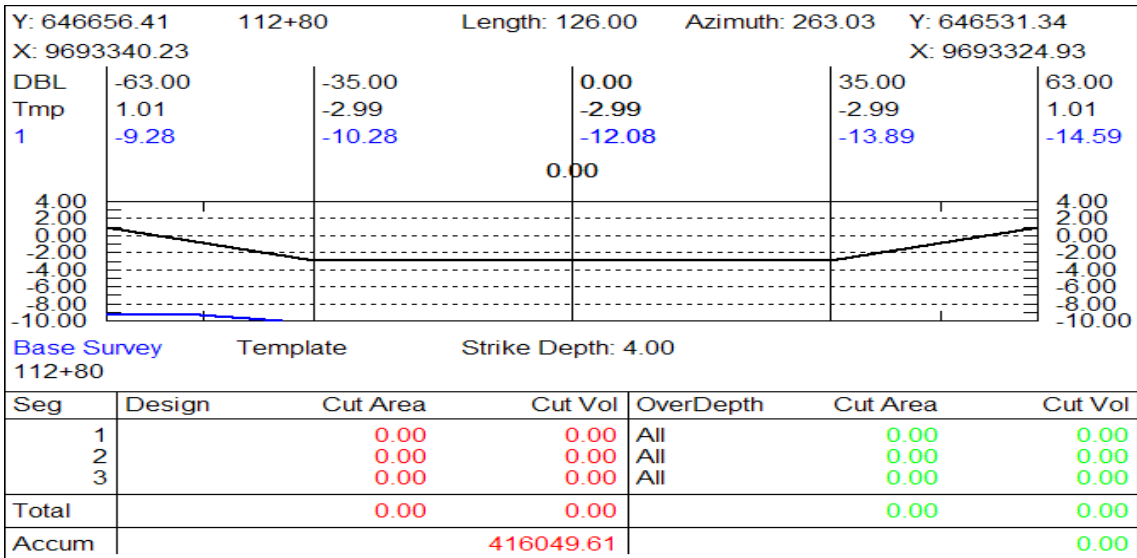 Y: 646656.41 112+80 Length: 126.00 Azimuth: 263.03 Y: 646531.34
X: 9693340.23 X: 9693324.93
DBL -63.00 -35.00 0.00 35.00 63.00
Tmp 1.01 -2.99 -2.99 -2.99 1.01
1 -9.28 -10.28 -12.08 -13.89 -14.59
0.00
4.00 4.00
2.00 2.00
0.00 0.00
-2.00 -2.00
-4.00 -4.00
-6.00 -6.00
-8.00 -8.00
-10.00 -10.00
Base Survey Template Strike Depth: 4.00
112+80
Seg Design Cut Area Cut Vol OverDepth Cut Area Cut Vol
1 0.00 0.00 All 0.00 0.00
2 0.00 0.00 All 0.00 0.00
3 0.00 0.00 All 0.00 0.00
Total 0.00 0.00 0.00 0.00
Accum 416049.61 0.00